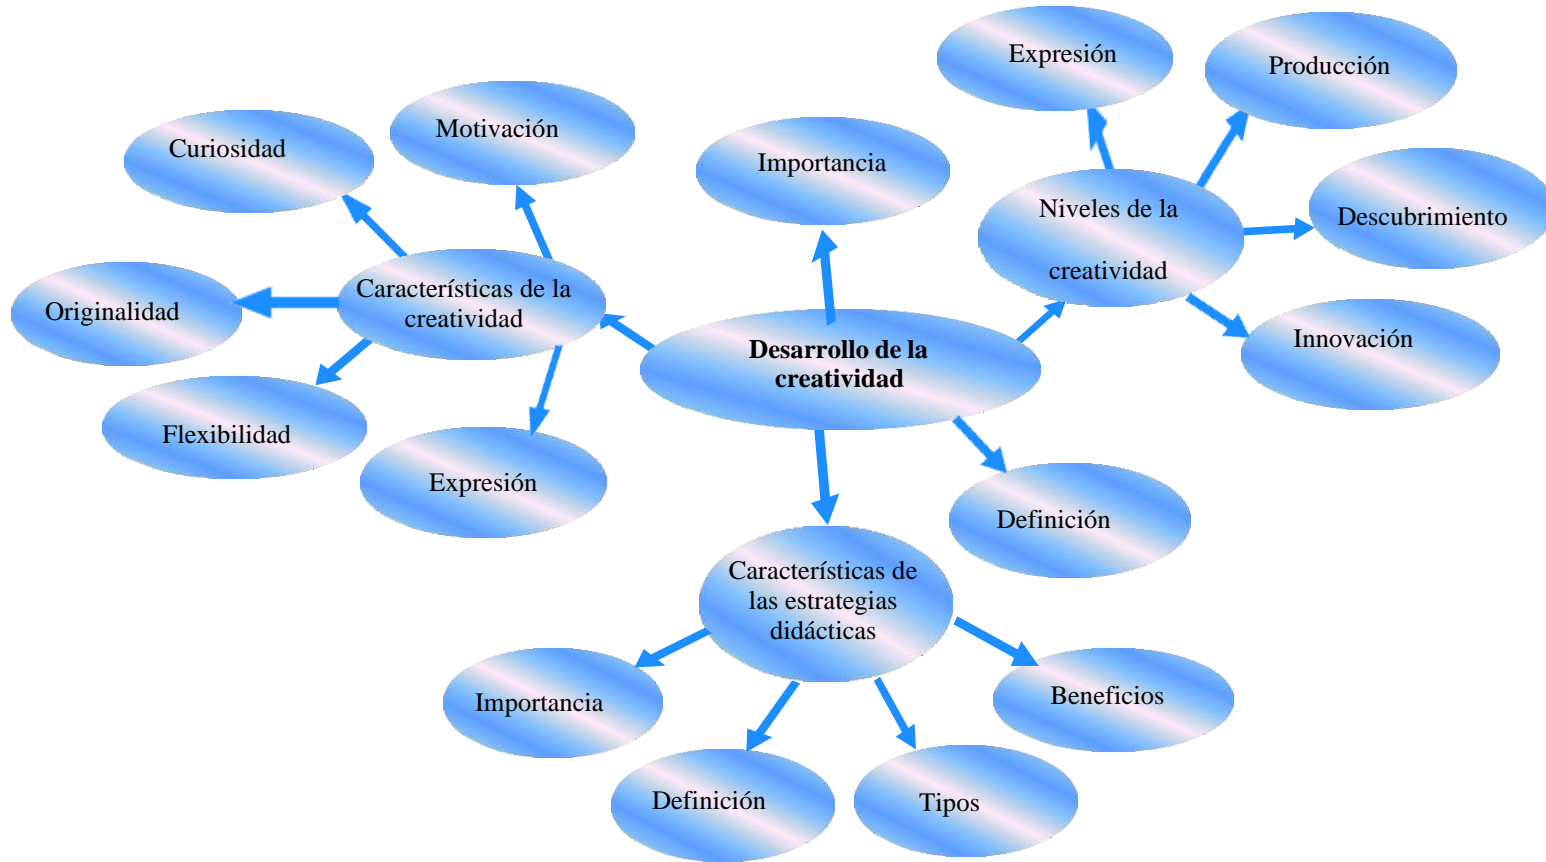 Expresión
Producción
Motivación
Curiosidad
Importancia
Niveles de la
creatividad
Descubrimiento
Características de la
creatividad
Originalidad
Innovación
Desarrollo de la
creatividad
Flexibilidad
Expresión
Definición
Características de
las estrategias
didácticas
Importancia
Beneficios
Definición
Tipos